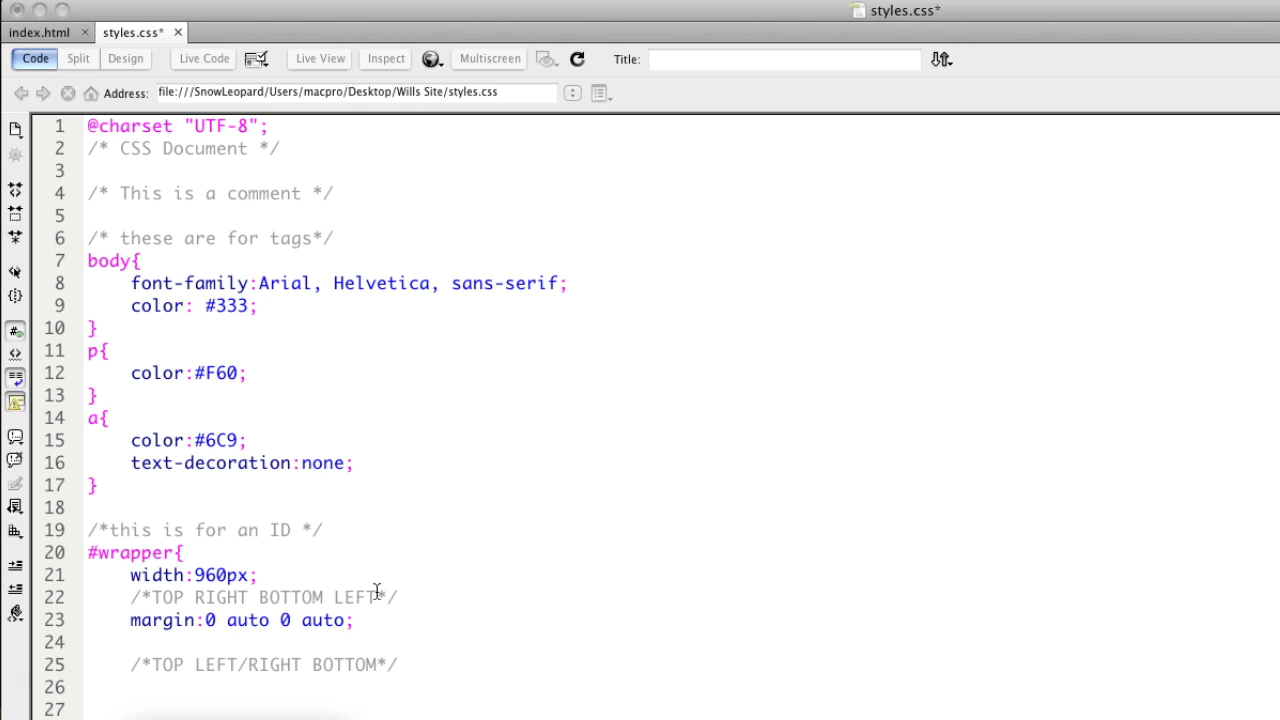 styles.css*
index.html × styles.css* ×
Code Split Design Live Code Live View Inspect Multiscreen Title:
Address: file:///SnowLeopard/Users/macpro/Desktop/Wills Site/styles.css
1 @charset "UTF-8";
2 /* CSS Document */
3
4 /* This is a comment */
5
6 /* these are for tags*/
7 body{
8 font-family:Arial, Helvetica, sans-serif;
9 color: #333;
10 }
11 p{
12 color:#F60;
13 }
14 a{
15 color:#6C9;
16 text-decoration:none;
17 }
18
19 /*this is for an ID */
20 #wrapper{
21 width:960px;
22 /*TOP RIGHT BOTTOM LEFT*/
23 margin:0 auto 0 auto;
24
25 /*TOP LEFT/RIGHT BOTTOM*/
26
27